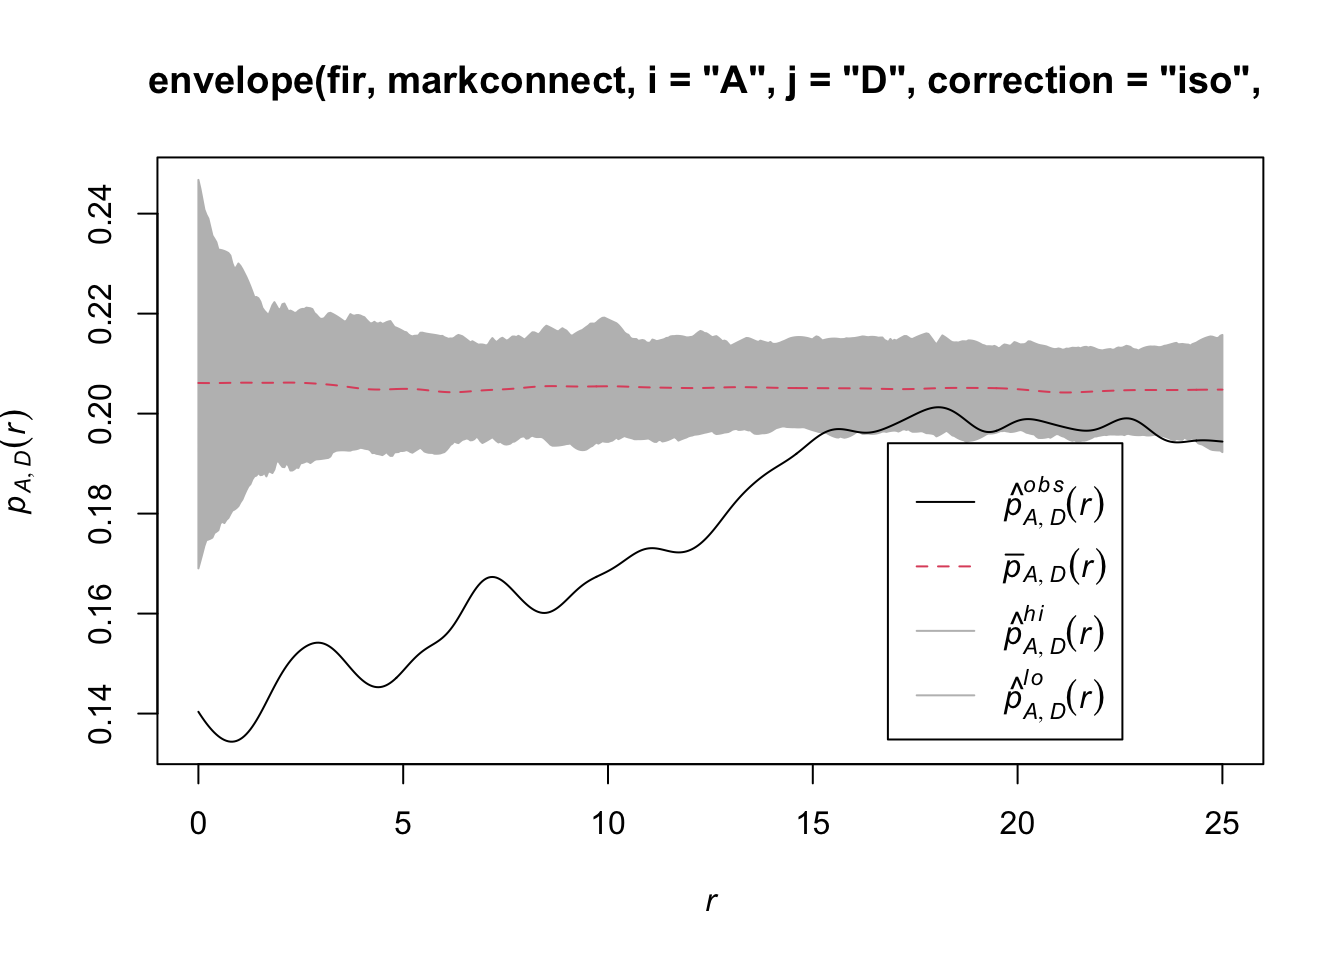 envelope(fir, markconnect, i = "A", j = "D", correction = "iso",
p A, D (r)
0.24
0.22
0.20
0.18
0.16
0.14
0 5 10 15 20 25
r
p̂ obs A, D (r)
p̄ A, D (r)
p̂ hi A, D (r)
p̂ lo A, D (r)